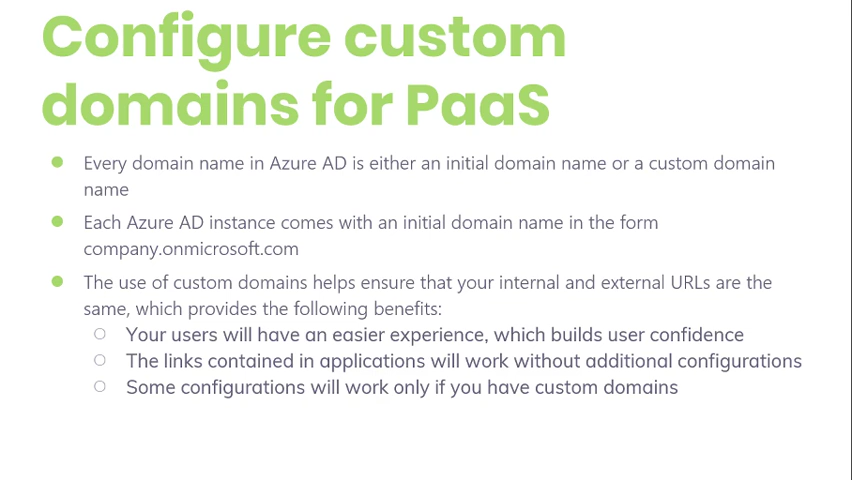 Configure custom
domains for PaaS
Every domain name in Azure AD is either an initial domain name or a custom domain
name
Each Azure AD instance comes with an initial domain name in the form
company.onmicrosoft.com
The use of custom domains helps ensure that your internal and external URLs are the
same, which provides the following benefits:
Your users will have an easier experience, which builds user confidence
The links contained in applications will work without additional configurations
Some configurations will work only if you have custom domains